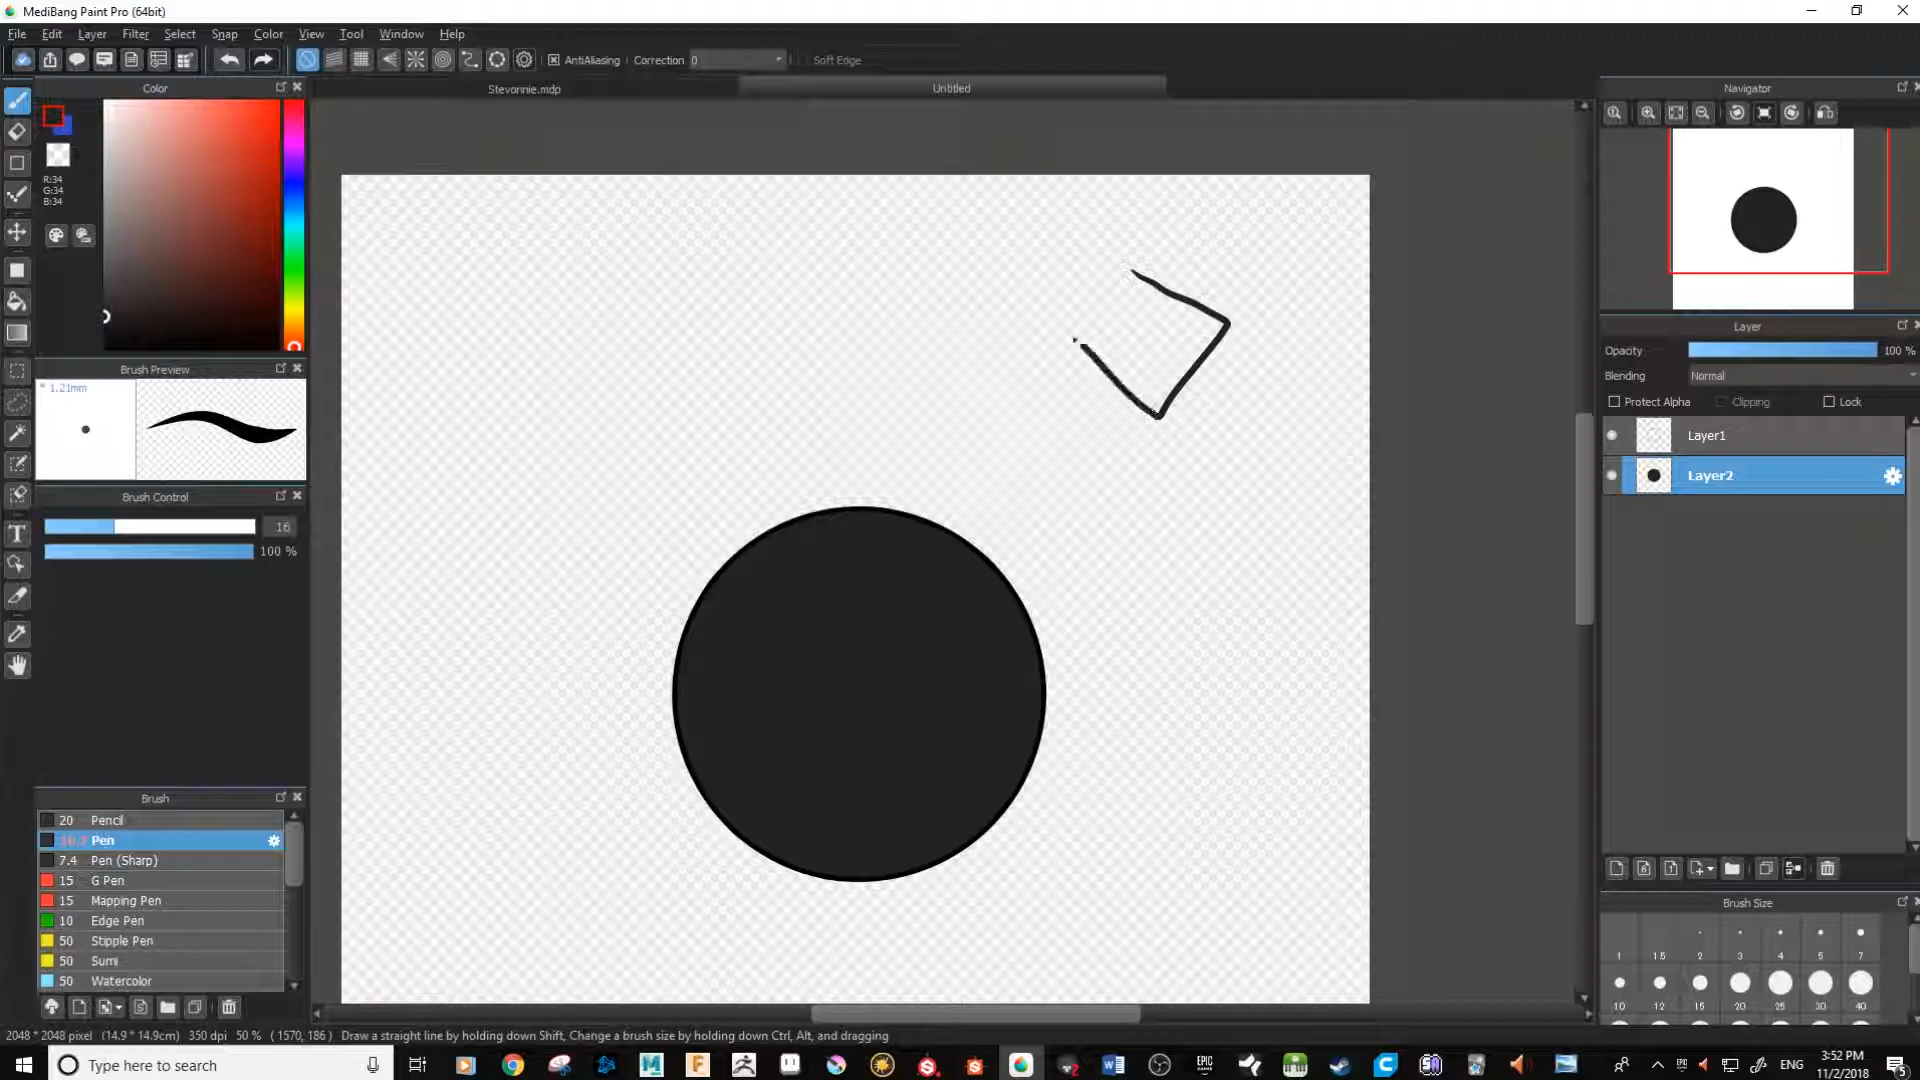 MediBang Paint Pro (64bit)
File Edit Layer Filter Select Snap Color View Tool Window Help
AntiAliasing Correction 0 Soft Edge
Color
Stevonnie.mdp
Untitled
Navigator
R:34
G:34
B:34
Brush Preview
* 1.21mm
Brush Control
16
100 %
Brush
20 Pencil
Pen
7.4 Pen (Sharp)
15 G Pen
15 Mapping Pen
10 Edge Pen
50 Stipple Pen
50 Sumi
50 Watercolor
Layer
Opacity 100 %
Blending Normal
Protect Alpha Clipping Lock
Layer1
Layer2
Brush Size
1 1.5 2 3 4 5 7
10 12 15 20 25 30 40
2048 * 2048 pixel (14.9 * 14.9cm) 350 dpi 50 % ( 1570, 186 ) Draw a straight line by holding down Shift, Change a brush size by holding down Ctrl, Alt, and dragging
Type here to search
ENG
3:52 PM
11/2/2018
5